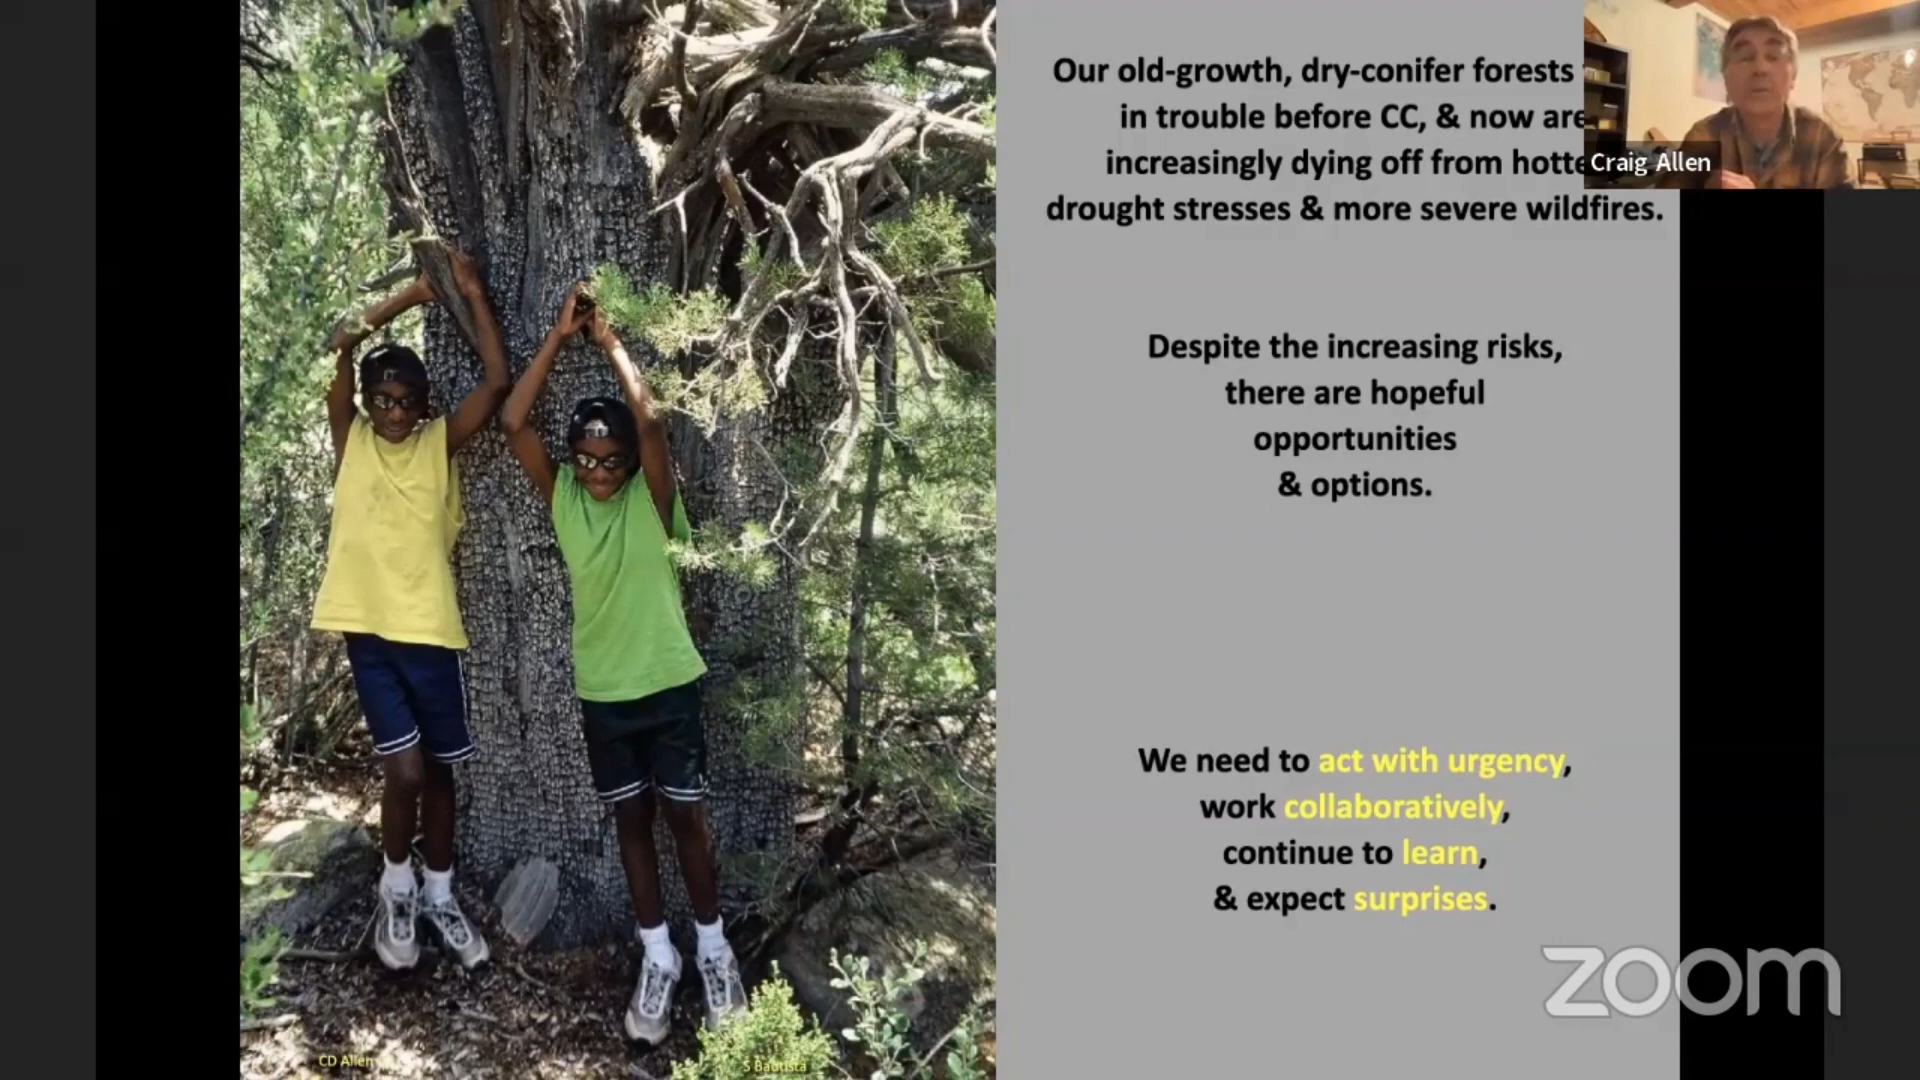 Our old-growth, dry-conifer forests
in trouble before CC, & now are
increasingly dying off from hotte
drought stresses & more severe wildfires.
Craig Allen
Despite the increasing risks,
there are hopeful
opportunities
& options.
We need to act with urgency,
work collaboratively,
continue to learn,
& expect surprises.
zoom
CD Allen
S Bautista